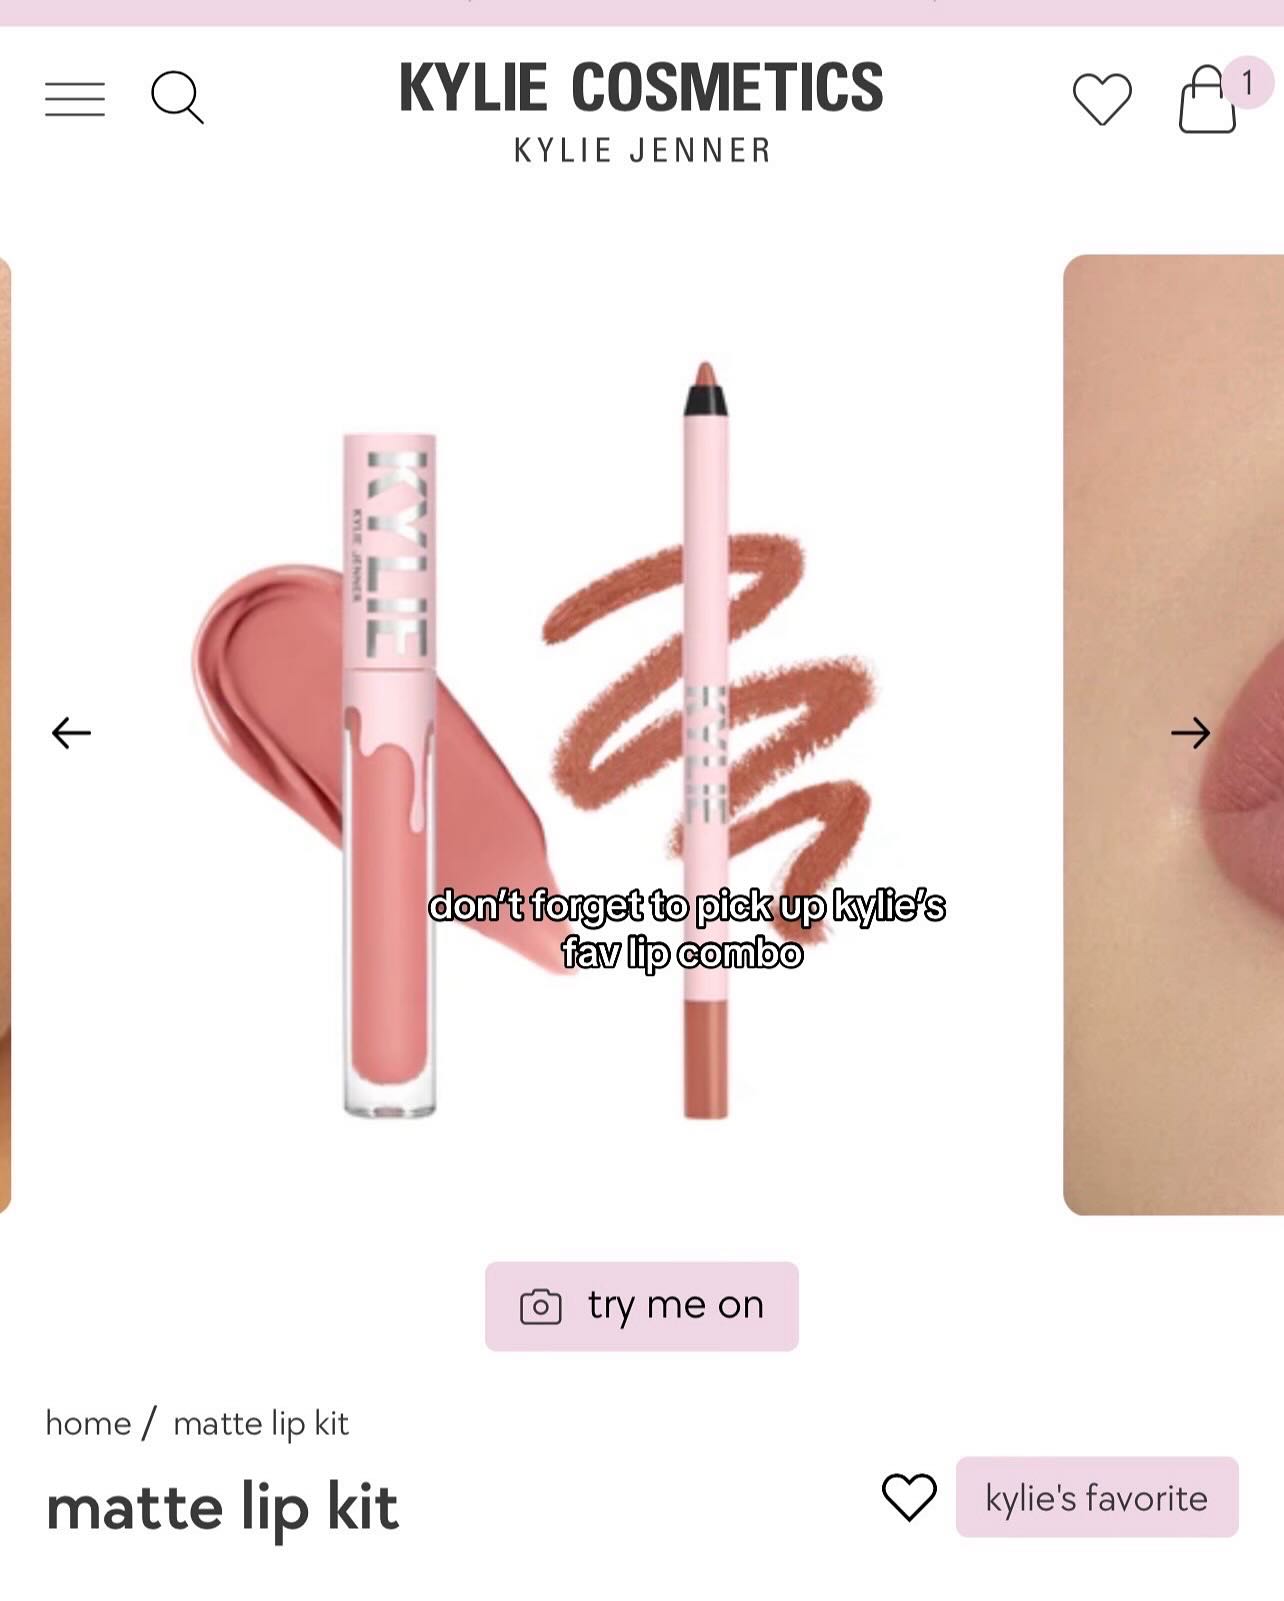 KYLIE COSMETICS
KYLIE JENNER
1
KYLIE
KYLIE JENNER
KYLIE
don't forget to pick up kylie's
fav lip combo
try me on
home / matte lip kit
matte lip kit
kylie's favorite